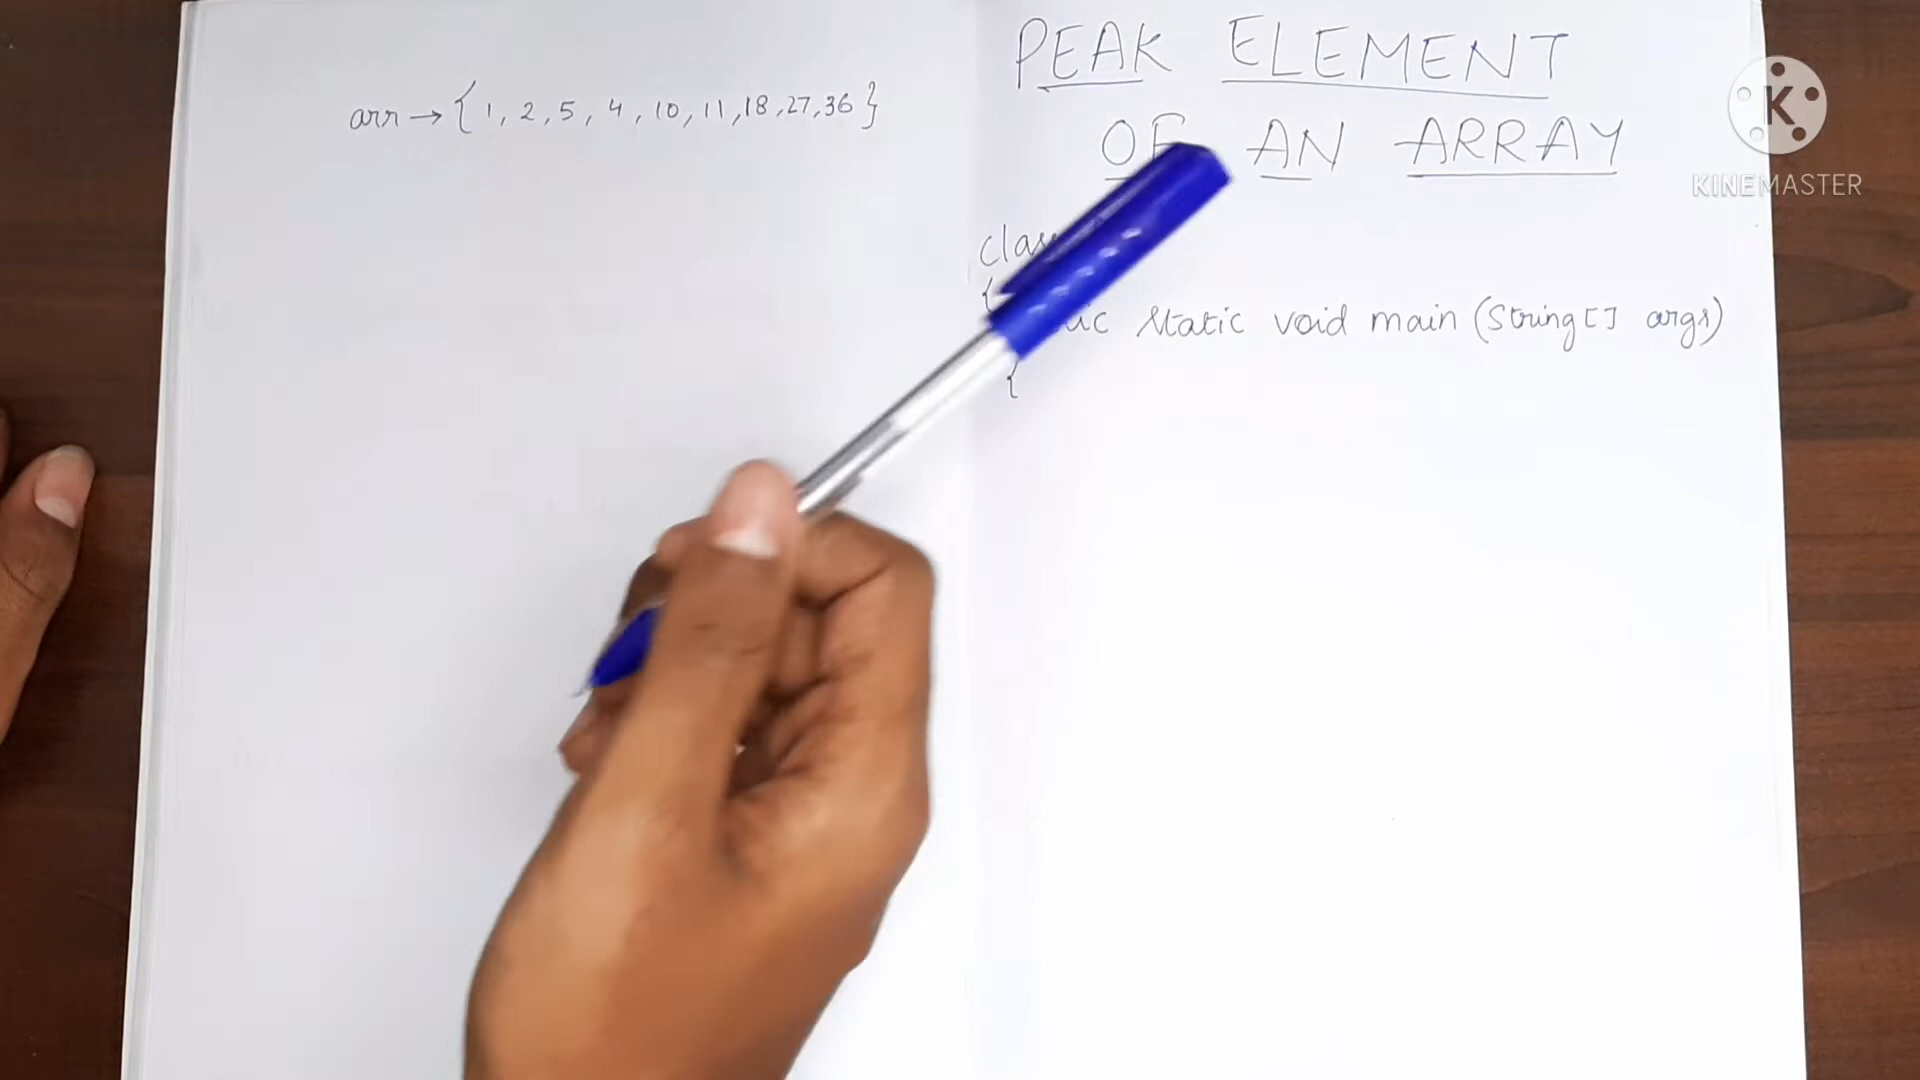 arr → { 1, 2, 5, 4, 10, 11, 18, 27, 36 }
PEAK ELEMENT
OF AN ARRAY
{
static void main (String[] args)
{
K
KINEMASTER